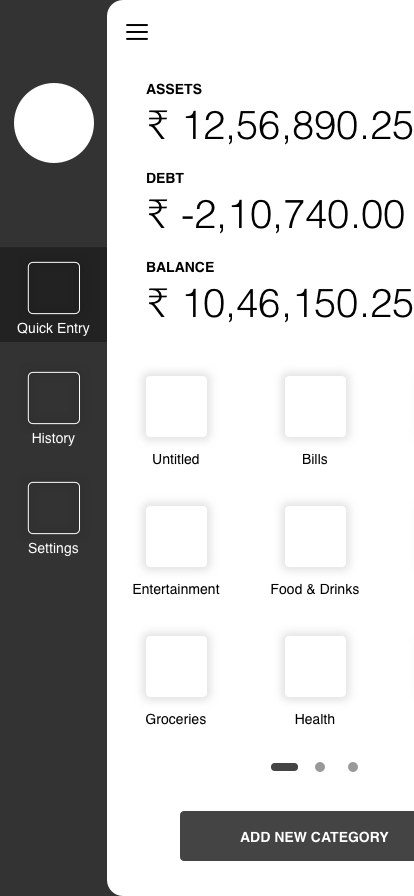 ASSETS
₹ 12,56,890.25
DEBT
₹ -2,10,740.00
BALANCE
₹ 10,46,150.25
Quick Entry
History
Settings
Untitled
Bills
Entertainment
Food & Drinks
Groceries
Health
ADD NEW CATEGORY